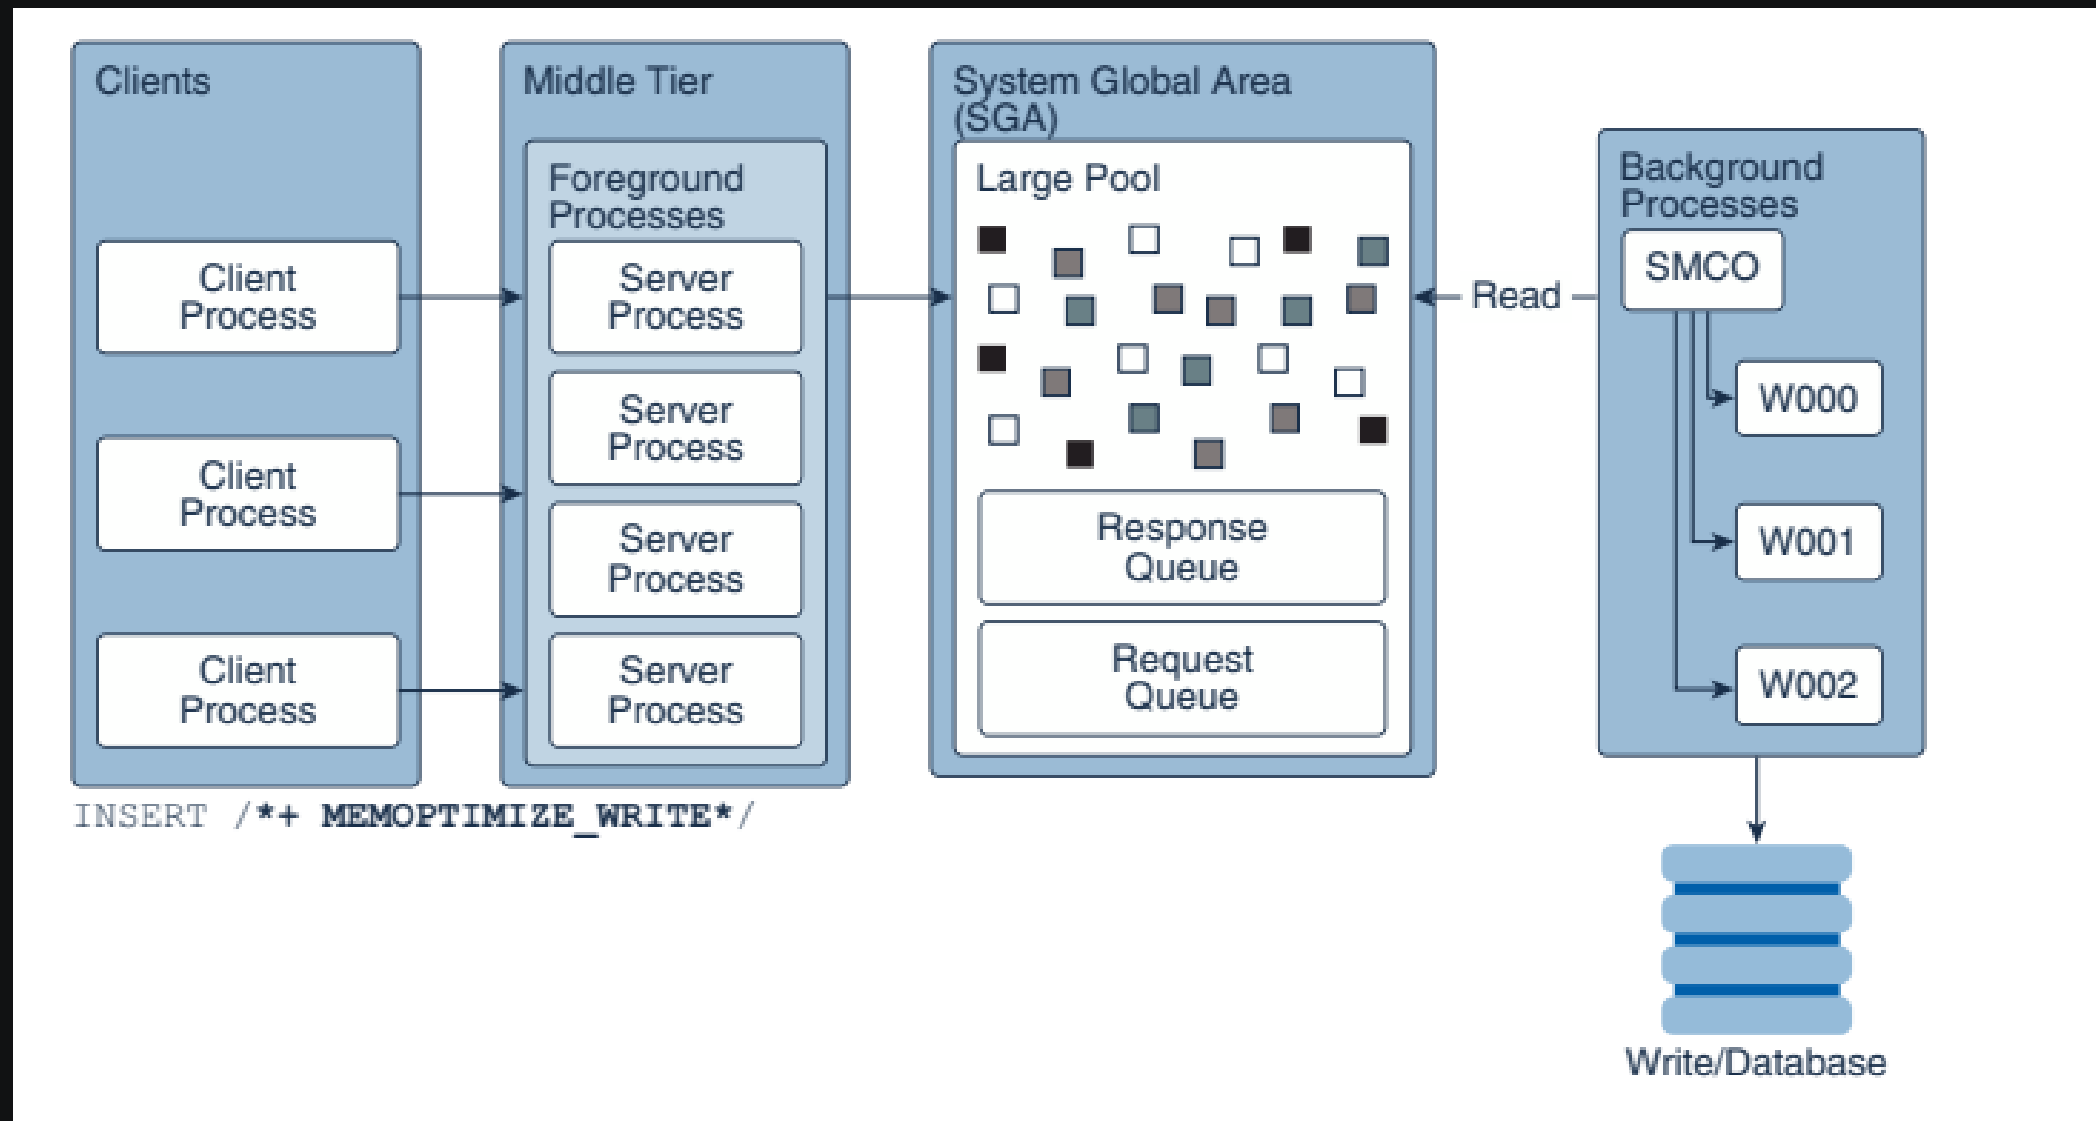 Clients
Client
Process
Client
Process
Client
Process
Middle Tier
Foreground
Processes
Server
Process
Server
Process
Server
Process
Server
Process
INSERT /*+ MEMOPTIMIZE_WRITE*/
System Global Area
(SGA)
Large Pool
Response
Queue
Request
Queue
Read
Background
Processes
SMCO
W000
W001
W002
Write/Database